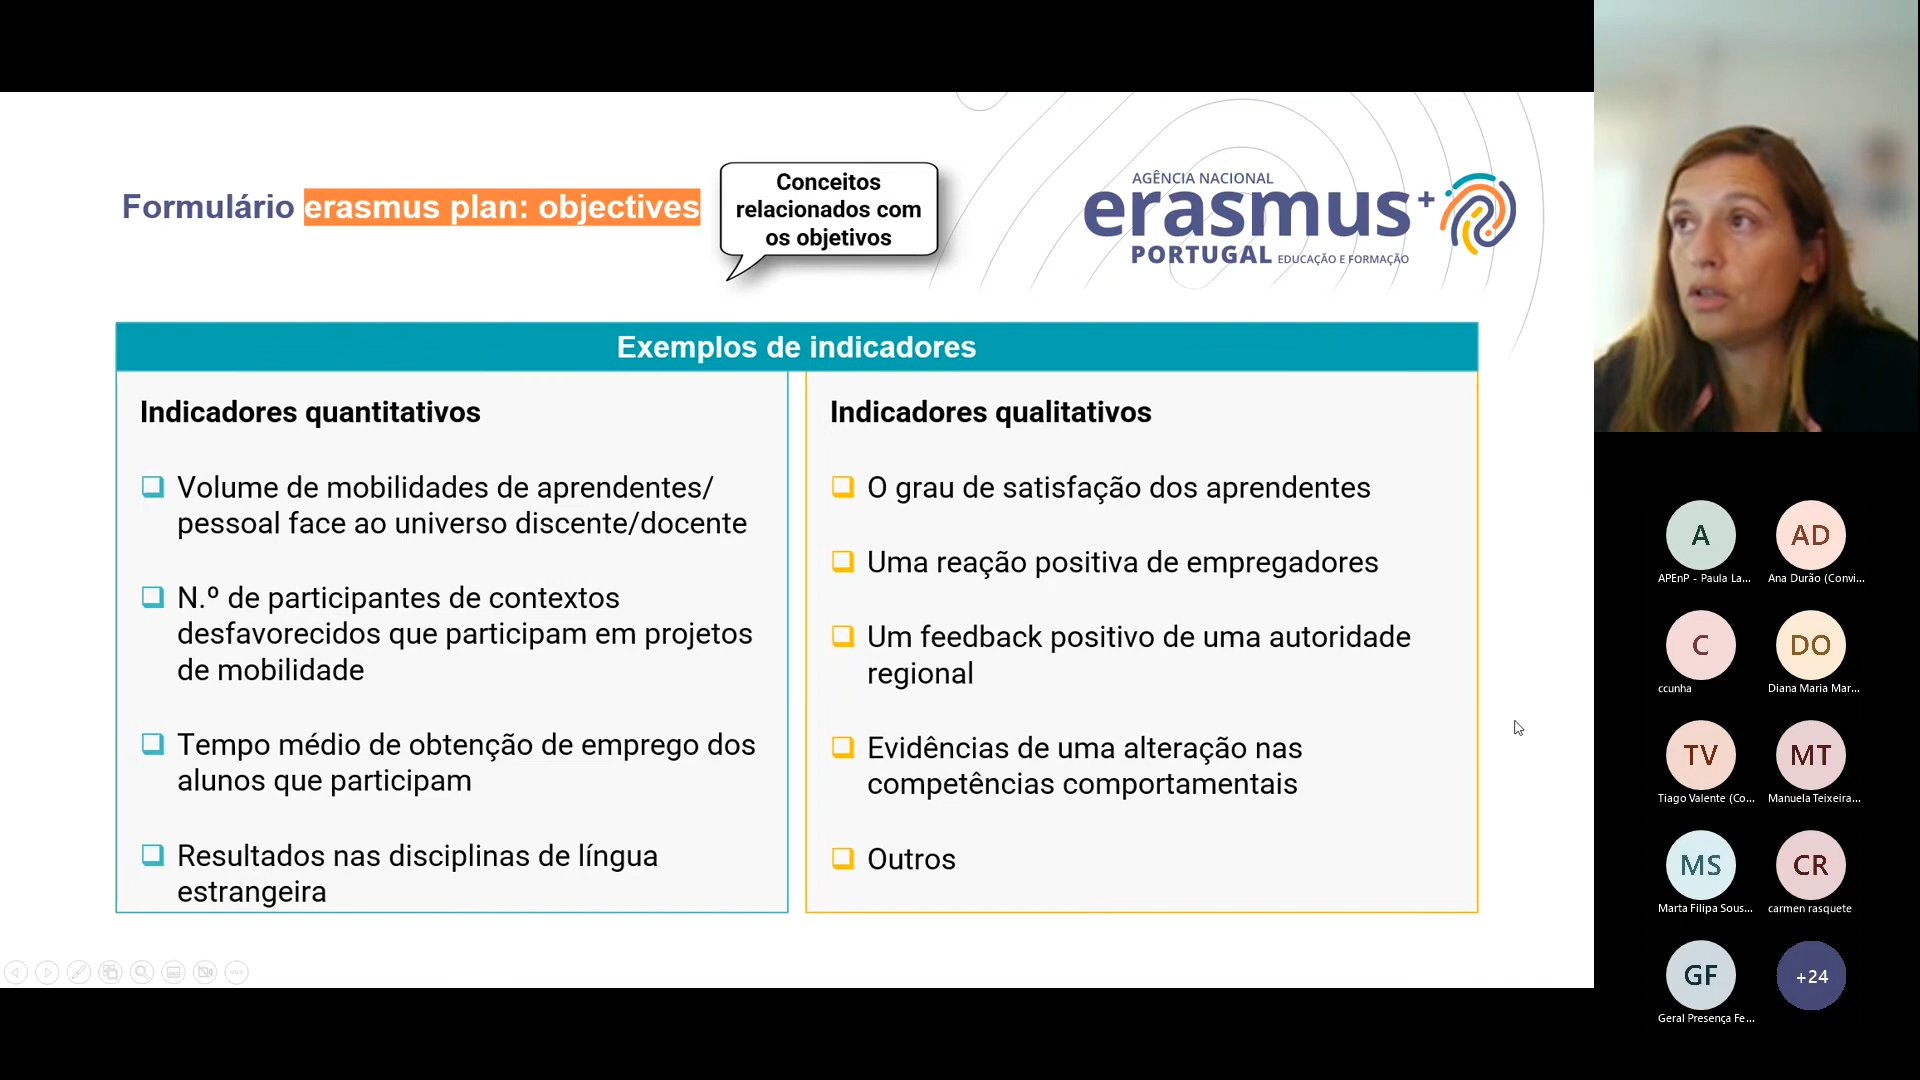 Formulário erasmus plan: objectives
Conceitos
relacionados com
os objetivos
AGÊNCIA NACIONAL
erasmus+
PORTUGAL EDUCAÇÃO E FORMAÇÃO
Exemplos de indicadores
Indicadores quantitativos
Volume de mobilidades de aprendentes/
pessoal face ao universo discente/docente
N.º de participantes de contextos
desfavorecidos que participam em projetos
de mobilidade
Tempo médio de obtenção de emprego dos
alunos que participam
Resultados nas disciplinas de língua
estrangeira
Indicadores qualitativos
O grau de satisfação dos aprendentes
Uma reação positiva de empregadores
Um feedback positivo de uma autoridade
regional
Evidências de uma alteração nas
competências comportamentais
Outros
A
APEnP - Paula La...
AD
Ana Durão (Convi...
C
ccunha
DO
Diana Maria Mar...
TV
Tiago Valente (Co...
MT
Manuela Teixeira...
MS
Marta Filipa Sous...
CR
carmen rasquete
GF
Geral Presença Fe...
+24